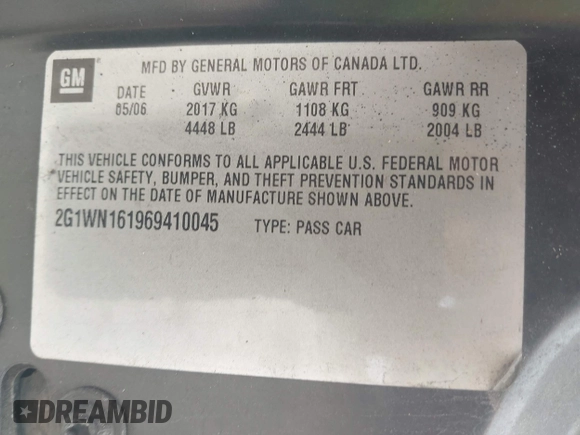 GM
MFD BY GENERAL MOTORS OF CANADA LTD.
DATE GVWR GAWR FRT GAWR RR
05/06 2017 KG 1108 KG 909 KG
4448 LB 2444 LB 2004 LB
THIS VEHICLE CONFORMS TO ALL APPLICABLE U.S. FEDERAL MOTOR
VEHICLE SAFETY, BUMPER, AND THEFT PREVENTION STANDARDS IN
EFFECT ON THE DATE OF MANUFACTURE SHOWN ABOVE.
2G1WN161969410045 TYPE: PASS CAR
DREAMBID